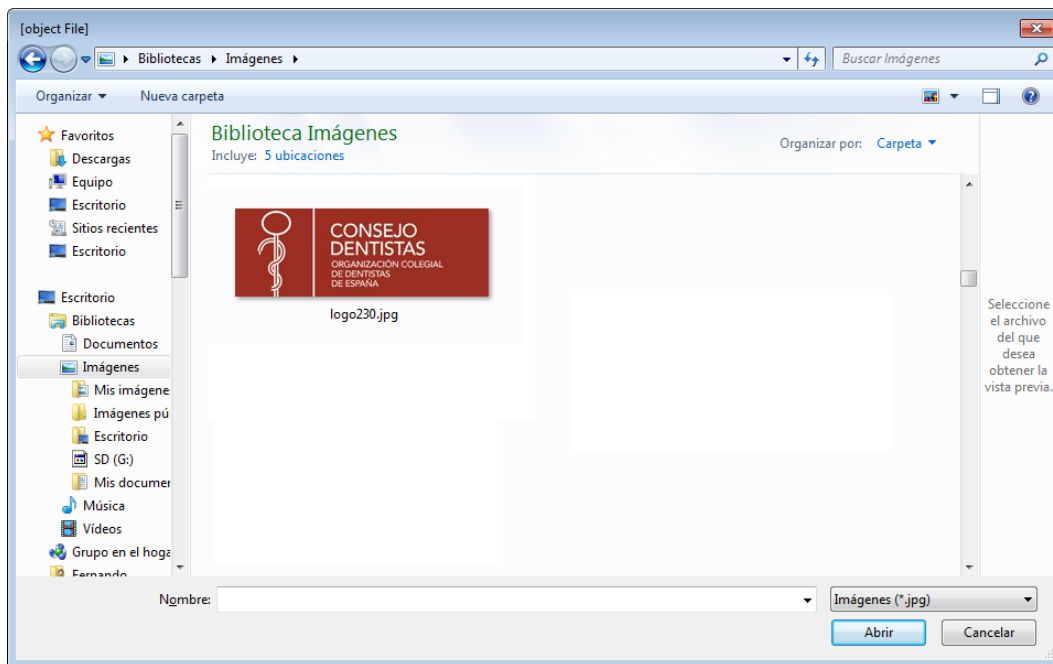 [object File]
Bibliotecas Imágenes
Buscar Imágenes
Organizar
Nueva carpeta
Favoritos
Descargas
Equipo
Escritorio
Sitios recientes
Escritorio
Escritorio
Bibliotecas
Documentos
Imágenes
Mis imágene
Imágenes pú
Escritorio
SD (G:)
Mis documer
Música
Vídeos
Grupo en el hoga
Fernando
Biblioteca Imágenes
Incluye: 5 ubicaciones
Organizar por: Carpeta
CONSEJO
DENTISTAS
ORGANIZACIÓN COLEGIAL
DE DENTISTAS
DE ESPAÑA
logo230.jpg
Seleccione
el archivo
del que
desea
obtener la
vista previa.
Nombre:
Imágenes (*.jpg)
Abrir
Cancelar